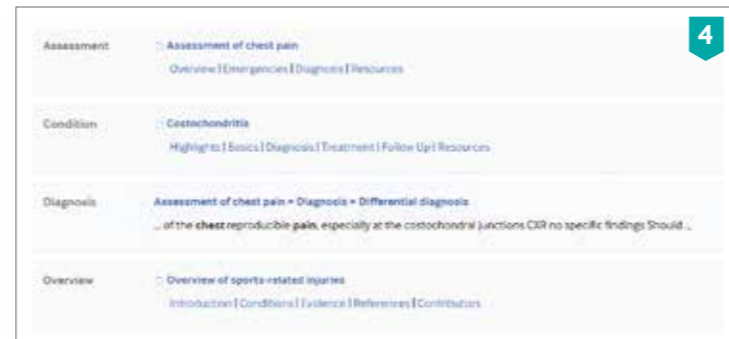 4
Assessment
Assessment of chest pain
Overview | Emergencies | Diagnosis | Resources
Condition
Costochondritis
Highlights | Basics | Diagnosis | Treatment | Follow Up | Resources
Diagnosis
Assessment of chest pain » Diagnosis » Differential diagnosis
... of the chest reproducible pain, especially at the costochondral junctions CXR no specific findings Should ...
Overview
Overview of sports-related injuries
Introduction | Conditions | Evidence | References | Contributors